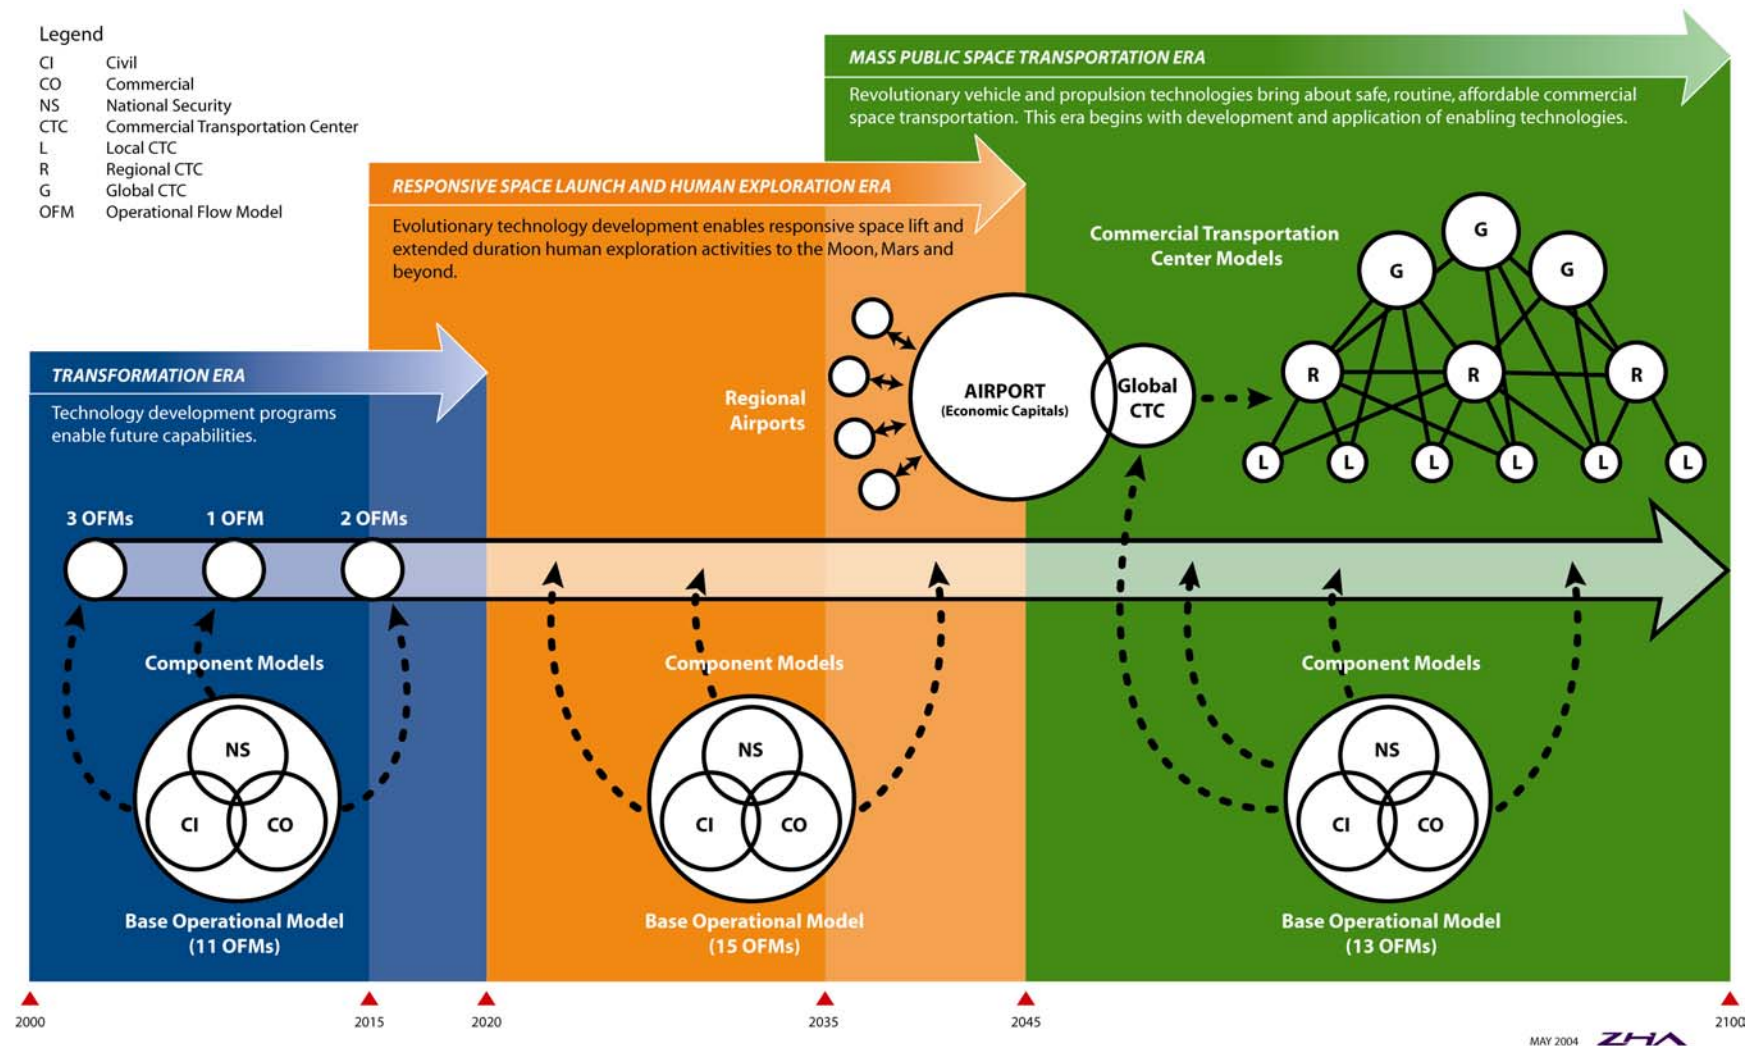 Legend
CI Civil
CO Commercial
NS National Security
CTC Commercial Transportation Center
L Local CTC
R Regional CTC
G Global CTC
OFM Operational Flow Model
MASS PUBLIC SPACE TRANSPORTATION ERA
Revolutionary vehicle and propulsion technologies bring about safe, routine, affordable commercial
space transportation. This era begins with development and application of enabling technologies.
RESPONSIVE SPACE LAUNCH AND HUMAN EXPLORATION ERA
Evolutionary technology development enables responsive space lift and
extended duration human exploration activities to the Moon, Mars and
beyond.
TRANSFORMATION ERA
Technology development programs
enable future capabilities.
Commercial Transportation
Center Models
G
G
G
R
R
R
L
L
L
L
L
L
Regional
Airports
AIRPORT
(Economic Capitals)
Global
CTC
3 OFMs
1 OFM
2 OFMs
Component Models
NS
CI
CO
Base Operational Model
(11 OFMs)
Component Models
NS
CI
CO
Base Operational Model
(15 OFMs)
Component Models
NS
CI
CO
Base Operational Model
(13 OFMs)
2000
2015
2020
2035
2045
2100
MAY 2004
ZHA